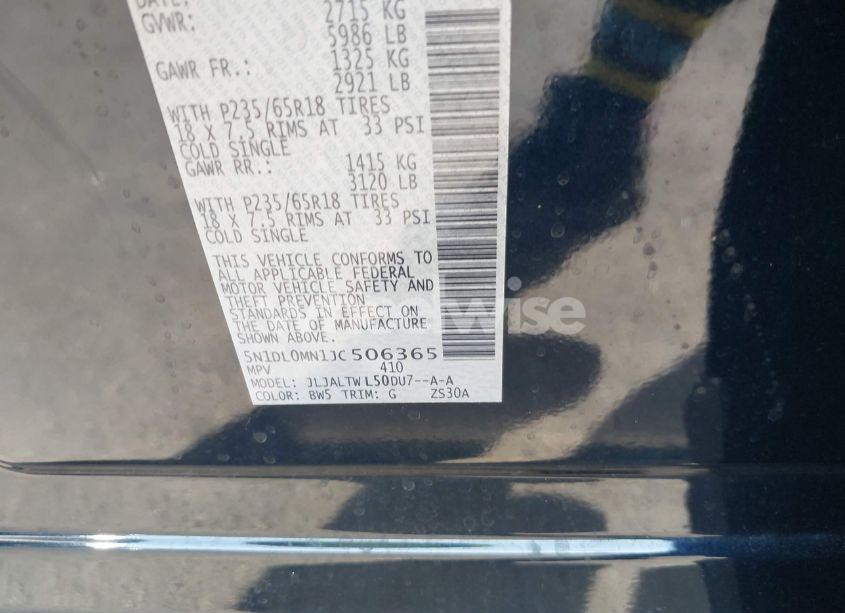 DATE:
GVWR: 2715 KG
5986 LB
GAWR FR.: 1325 KG
2921 LB
WITH P235/65R18 TIRES
18 X 7.5 RIMS AT 33 PSI
COLD SINGLE
GAWR RR.: 1415 KG
3120 LB
WITH P235/65R18 TIRES
18 X 7.5 RIMS AT 33 PSI
COLD SINGLE
THIS VEHICLE CONFORMS TO
ALL APPLICABLE FEDERAL
MOTOR VEHICLE SAFETY AND
THEFT PREVENTION
STANDARDS IN EFFECT ON
THE DATE OF MANUFACTURE
SHOWN ABOVE.
5N1DL0MN1JC506365
MPV 410
MODEL: JLJALTWL50DU7--A-A
COLOR: BW5 TRIM: G ZS30A
wise